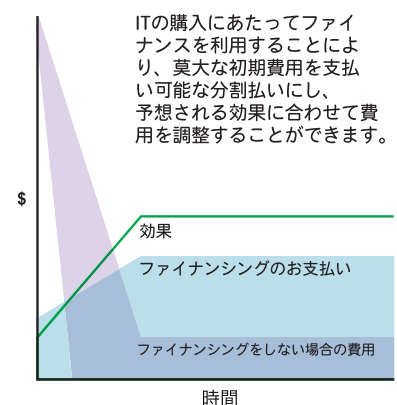 ITの購入にあたってファイ
ナンスを利用することによ
り、莫大な初期費用を支払
い可能な分割払いにし、
予想される効果に合わせて費
用を調整することができます。
$
効果
ファイナンシングのお支払い
ファイナンシングをしない場合の費用
時間